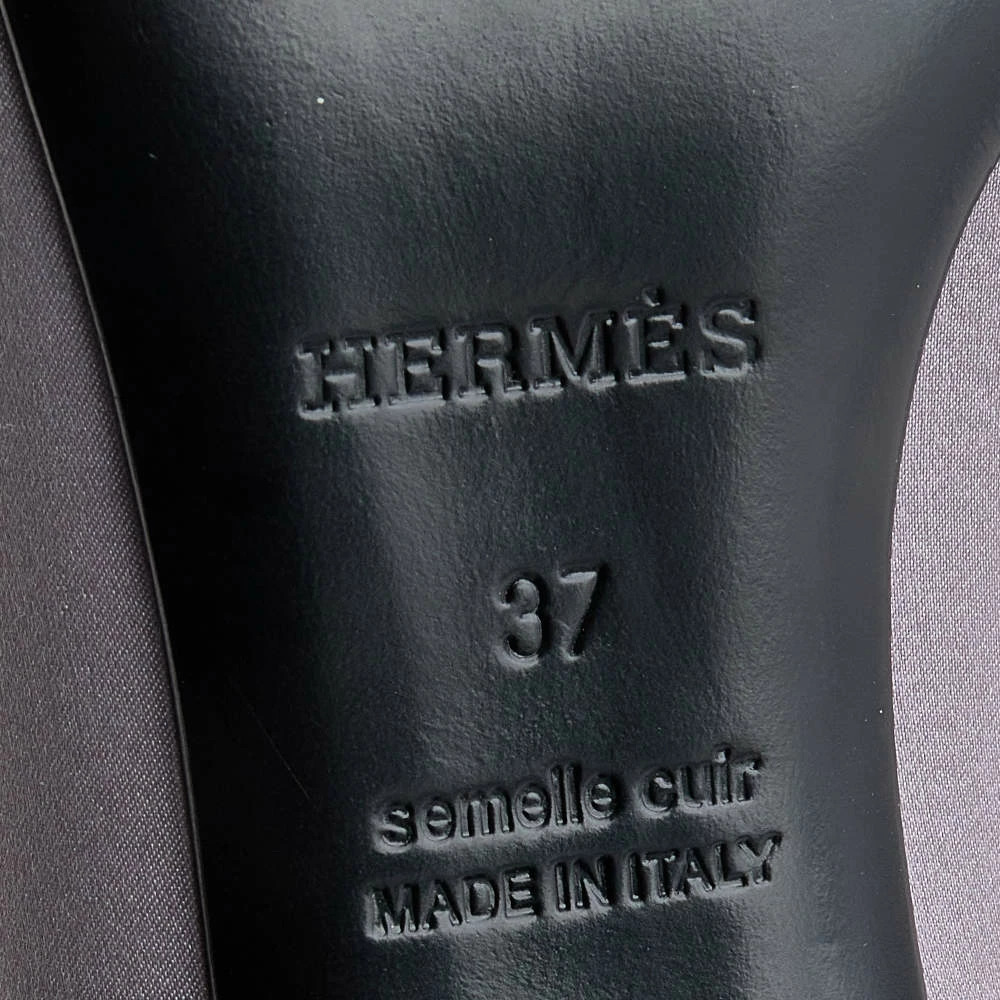 HERMÈS
37
semelle cuir
MADE IN ITALY